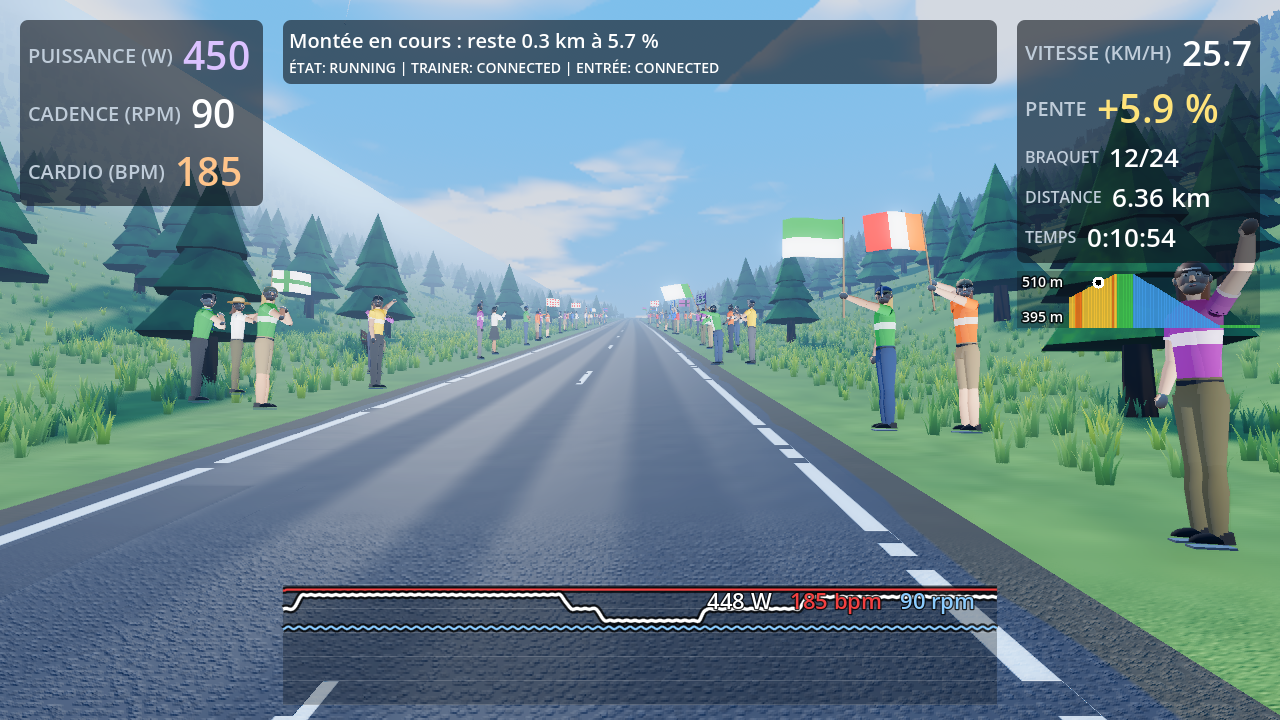 PUISSANCE (W) 450
CADENCE (RPM) 90
CARDIO (BPM) 185
Montée en cours : reste 0.3 km à 5.7 %
ÉTAT: RUNNING | TRAINER: CONNECTED | ENTRÉE: CONNECTED
VITESSE (KM/H) 25.7
PENTE +5.9 %
BRAQUET 12/24
DISTANCE 6.36 km
TEMPS 0:10:54
510 m
395 m
448 W 185 bpm 90 rpm